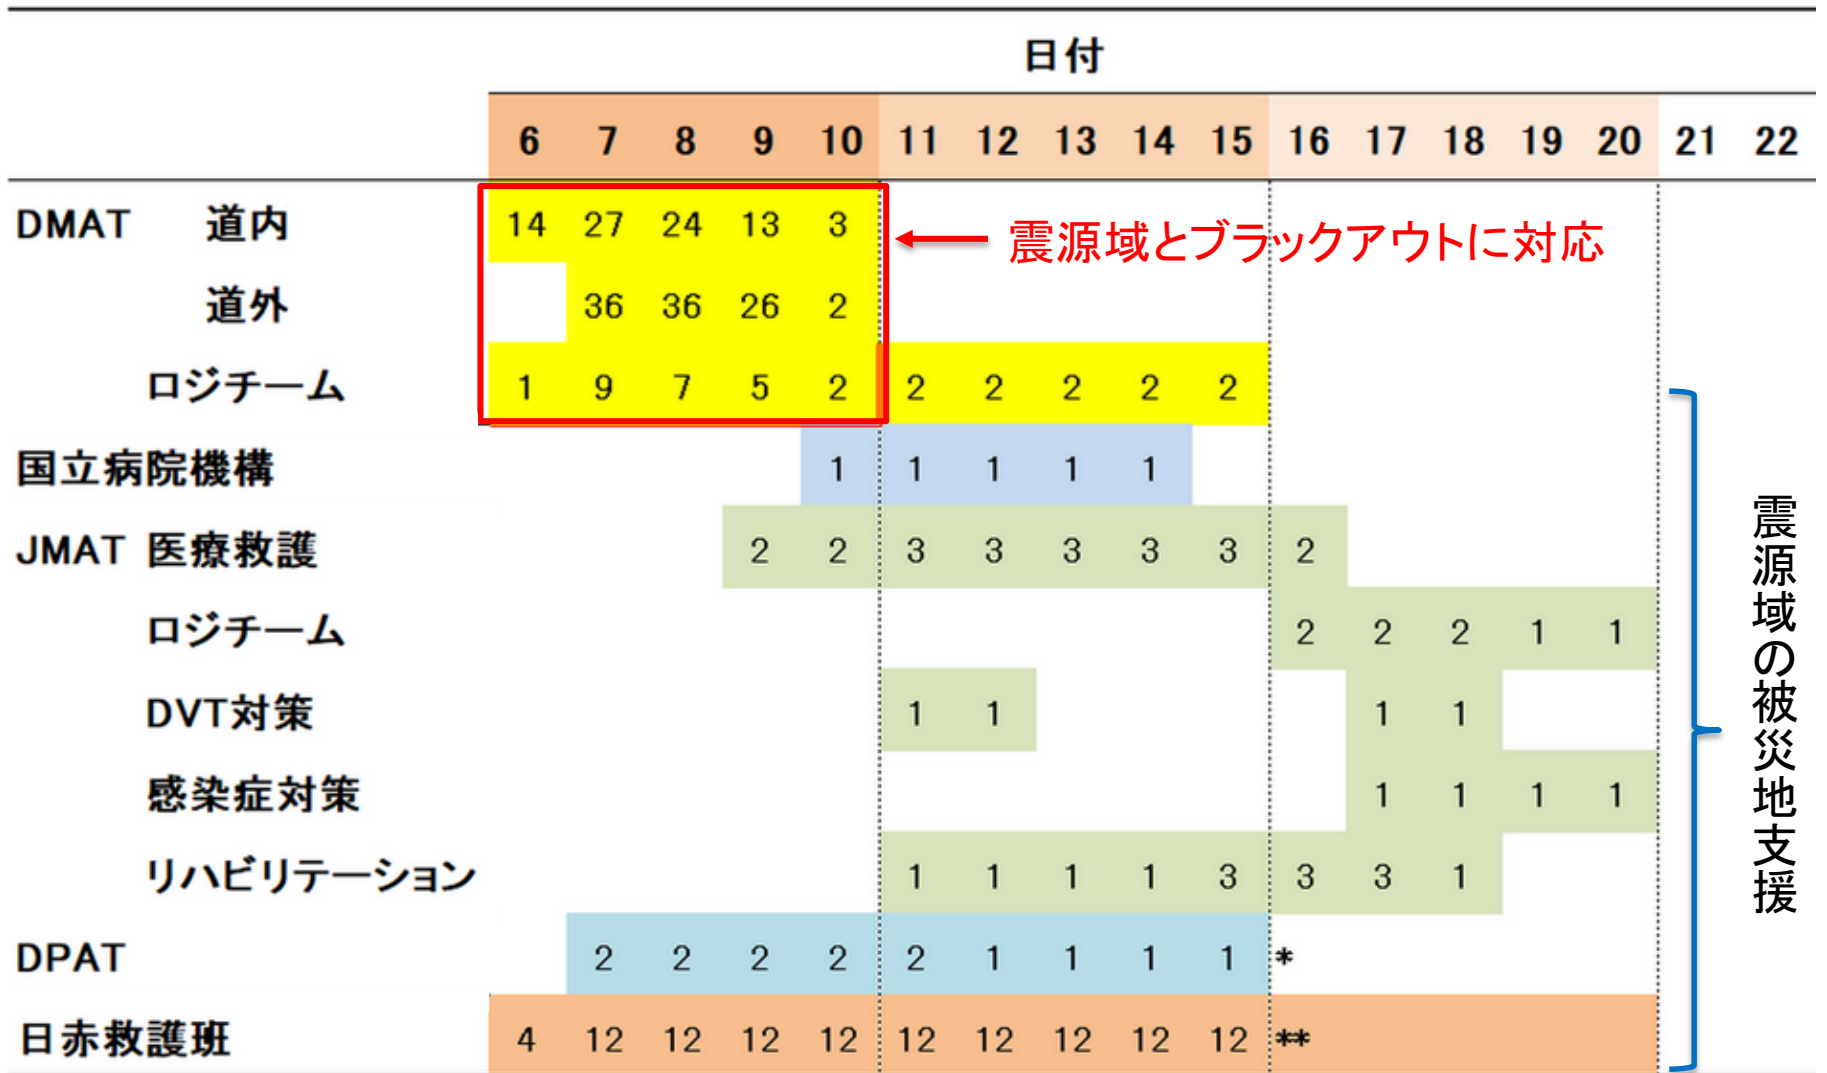 日付
6 7 8 9 10 11 12 13 14 15 16 17 18 19 20 21 22
DMAT 道内 14 27 24 13 3
震源域とブラックアウトに対応
道外 36 36 26 2
ロジチーム 1 9 7 5 2 2 2 2 2 2
国立病院機構 1 1 1 1 1
JMAT 医療救護 2 2 3 3 3 3 3 2
ロジチーム 2 2 2 1 1
DVT対策 1 1 1 1
感染症対策 1 1 1 1
リハビリテーション 1 1 1 1 3 3 3 1
DPAT 2 2 2 2 2 1 1 1 1 *
日赤救護班 4 12 12 12 12 12 12 12 12 12 **
震源域の被災地支援